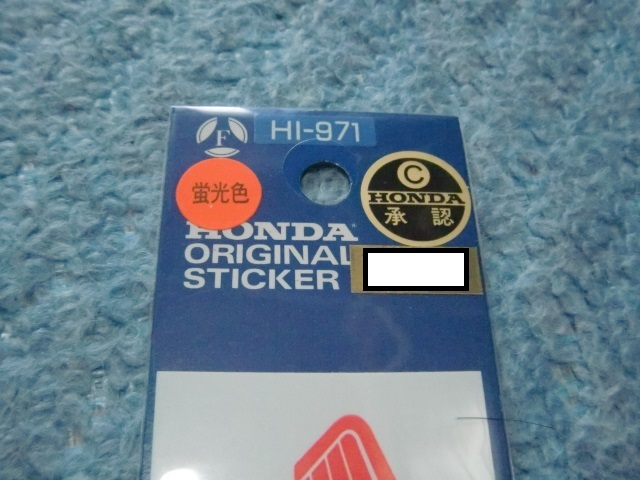 F
HI-971
蛍光色
©
HONDA
承認
HONDA
ORIGINAL
STICKER